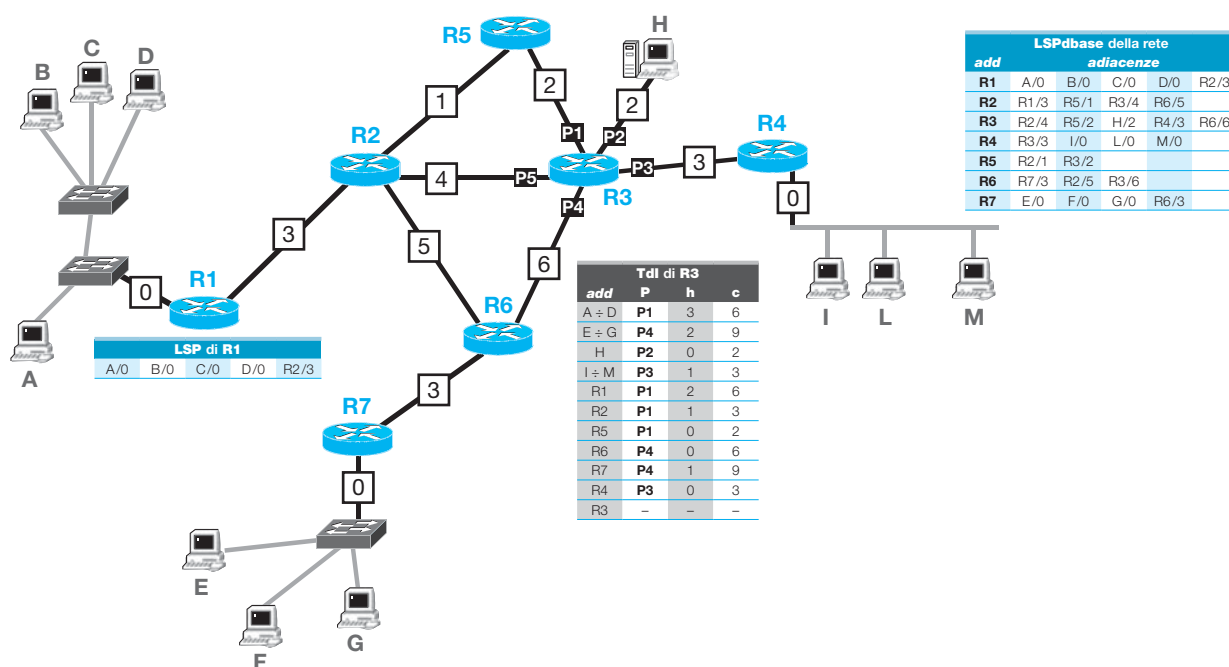 R5
H
C
B
D
2
2
1
P1
P2
R2
R4
4
P5
P3
3
R3
P4
0
3
5
6
0
R1
R6
I
L
M
A
3
R7
0
E
F
G
LSP di R1
A/0 B/0 C/0 D/0 R2/3
TdI di R3
add P h c
A ÷ D P1 3 6
E ÷ G P4 2 9
H P2 0 2
I ÷ M P3 1 3
R1 P1 2 6
R2 P1 1 3
R5 P1 0 2
R6 P4 0 6
R7 P4 1 9
R4 P3 0 3
R3 – – –
LSPdbase della rete
add adiacenze
R1 A/0 B/0 C/0 D/0 R2/3
R2 R1/3 R5/1 R3/4 R6/5
R3 R2/4 R5/2 H/2 R4/3 R6/6
R4 R3/3 I/0 L/0 M/0
R5 R2/1 R3/2
R6 R7/3 R2/5 R3/6
R7 E/0 F/0 G/0 R6/3